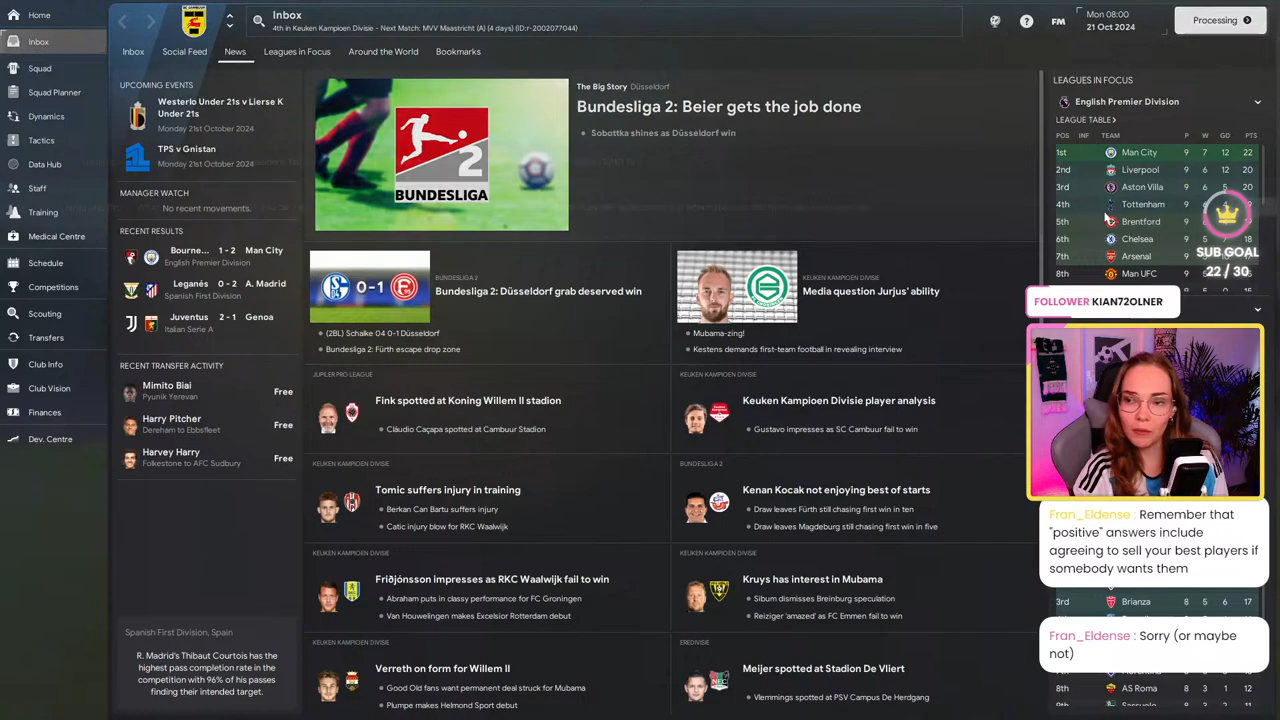 Home
Inbox
Squad
Squad Planner
Dynamics
Tactics
Data Hub
Staff
Training
Medical Centre
Schedule
Competitions
Scouting
Transfers
Club Info
Club Vision
Finances
Dev. Centre
Inbox
4th in Keuken Kampioen Divisie - Next Match: MVV Maastricht (A) (4 days) (ID:r-2002077044)
FM
Mon 08:00
21 Oct 2024
Processing
Inbox
Social Feed
News
Leagues in Focus
Around the World
Bookmarks
UPCOMING EVENTS
Westerlo Under 21s v Lierse K
Under 21s
Monday 21st October 2024
TPS v Gnistan
Monday 21st October 2024
MANAGER WATCH
No recent movements.
RECENT RESULTS
Bourne... 1 - 2 Man City
English Premier Division
Leganés 0 - 2 A. Madrid
Spanish First Division
Juventus 2 - 1 Genoa
Italian Serie A
RECENT TRANSFER ACTIVITY
Mimito Biai Free
Pyunik Yerevan
Harry Pitcher Free
Dereham to Ebbsfleet
Harvey Harry Free
Folkestone to AFC Sudbury
Spanish First Division, Spain
R. Madrid's Thibaut Courtois has the
highest pass completion rate in the
competition with 96% of his passes
finding their intended target.
2
BUNDESLIGA
The Big Story Düsseldorf
Bundesliga 2: Beier gets the job done
Sobottka shines as Düsseldorf win
0-1
BUNDESLIGA 2
Bundesliga 2: Düsseldorf grab deserved win
(2BL) Schalke 04 0-1 Düsseldorf
Bundesliga 2: Fürth escape drop zone
KEUKEN KAMPIOEN DIVISIE
Media question Jurjus' ability
Mubama-zing!
Kestens demands first-team football in revealing interview
JUPILER PRO LEAGUE
Fink spotted at Koning Willem II stadion
Cláudio Caçapa spotted at Cambuur Stadion
KEUKEN KAMPIOEN DIVISIE
Keuken Kampioen Divisie player analysis
Gustavo impresses as SC Cambuur fail to win
KEUKEN KAMPIOEN DIVISIE
Tomic suffers injury in training
Berkan Can Bartu suffers injury
Catic injury blow for RKC Waalwijk
BUNDESLIGA 2
Kenan Kocak not enjoying best of starts
Draw leaves Fürth still chasing first win in ten
Draw leaves Magdeburg still chasing first win in five
KEUKEN KAMPIOEN DIVISIE
Friðjónsson impresses as RKC Waalwijk fail to win
Abraham puts in classy performance for FC Groningen
Van Houwelingen makes Excelsior Rotterdam debut
KEUKEN KAMPIOEN DIVISIE
Kruys has interest in Mubama
Sibum dismisses Breinburg speculation
Reiziger 'amazed' as FC Emmen fail to win
KEUKEN KAMPIOEN DIVISIE
Verreth on form for Willem II
Good Old fans want permanent deal struck for Mubama
Plumpe makes Helmond Sport debut
EREDIVISIE
Meijer spotted at Stadion De Vliert
Vlemmings spotted at PSV Campus De Herdgang
LEAGUES IN FOCUS
English Premier Division
LEAGUE TABLE
POS INF TEAM P W GD PTS
1st Man City 9 7 12 22
2nd Liverpool 9 6 12 20
3rd Aston Villa 9 6 5 20
4th Tottenham 9
5th Brentford 9
6th Chelsea 9 5 18
7th Arsenal 9
8th Man UFC 9
SUB GOAL
22 / 30
FOLLOWER KIAN72OLNER
Fran_Eldense : Remember that
"positive" answers include
agreeing to sell your best players if
somebody wants them
3rd Brianza 8 5 6 17
Fran_Eldense : Sorry (or maybe
not)
8th AS Roma 8 3 1 12